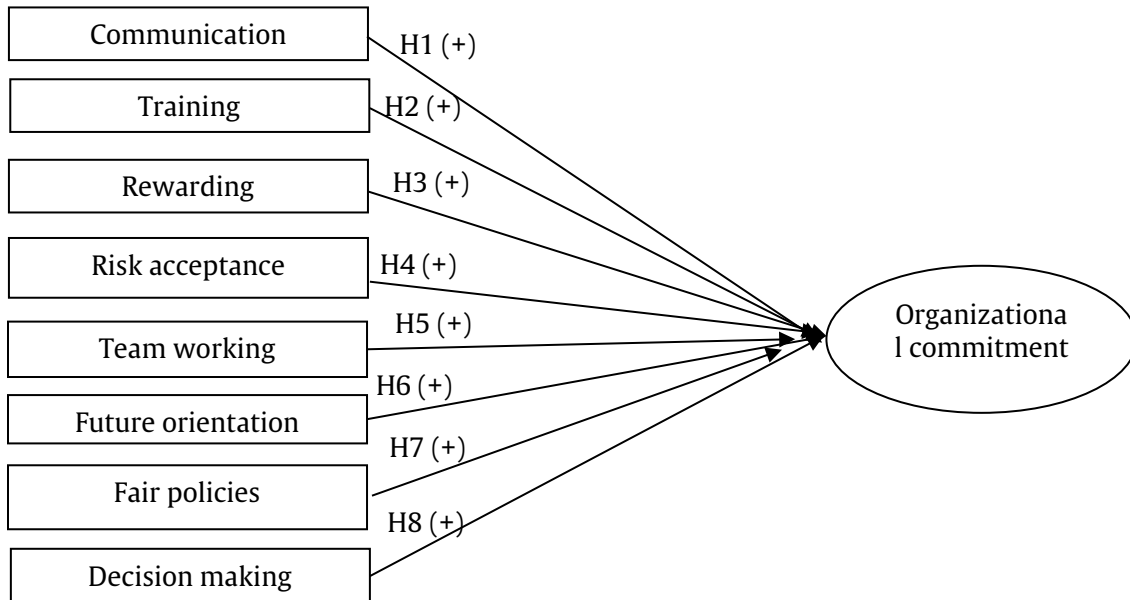 Communication
H1 (+)
Training
H2 (+)
Rewarding
H3 (+)
Risk acceptance
H4 (+)
Team working
H5 (+)
Future orientation
H6 (+)
Fair policies
H7 (+)
Decision making
H8 (+)
Organizationa
l commitment